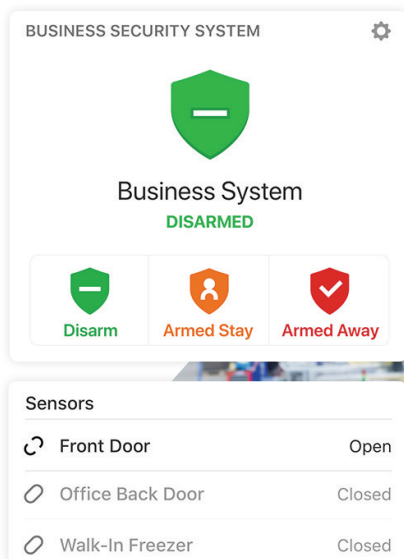 BUSINESS SECURITY SYSTEM
Business System
DISARMED
Disarm Armed Stay Armed Away
Sensors
Front Door Open
Office Back Door Closed
Walk-In Freezer Closed